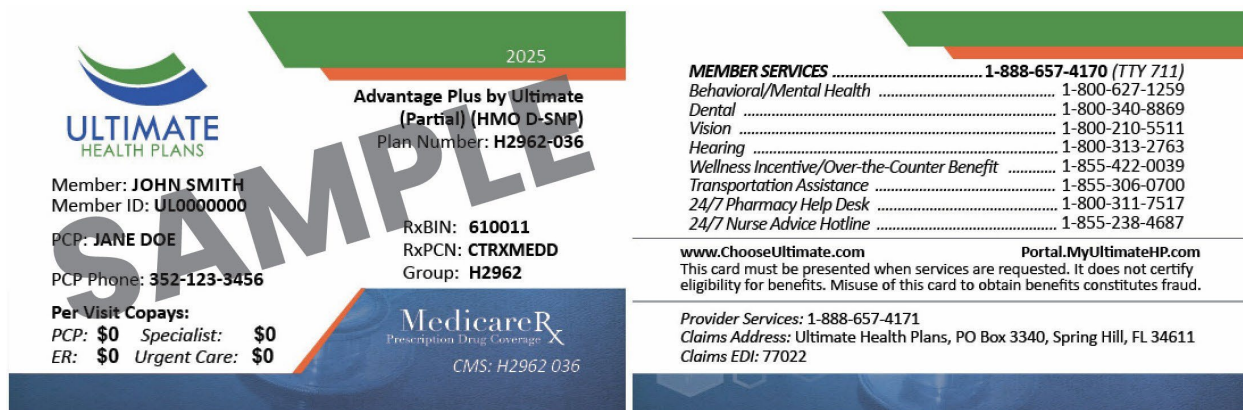 2025
ULTIMATE
HEALTH PLANS
Advantage Plus by Ultimate
(Partial) (HMO D-SNP)
Plan Number: H2962-036
SAMPLE
Member: JOHN SMITH
Member ID: UL0000000
PCP: JANE DOE
PCP Phone: 352-123-3456
RxBIN: 610011
RxPCN: CTRXMEDD
Group: H2962
Per Visit Copays:
PCP: $0 Specialist: $0
ER: $0 Urgent Care: $0
MedicareRx
Prescription Drug Coverage
CMS: H2962 036
MEMBER SERVICES ................................ 1-888-657-4170 (TTY 711)
Behavioral/Mental Health ...................................... 1-800-627-1259
Dental .................................................................... 1-800-340-8869
Vision ..................................................................... 1-800-210-5511
Hearing .................................................................. 1-800-313-2763
Wellness Incentive/Over-the-Counter Benefit ............ 1-855-422-0039
Transportation Assistance ....................................... 1-855-306-0700
24/7 Pharmacy Help Desk ....................................... 1-800-311-7517
24/7 Nurse Advice Hotline ....................................... 1-855-238-4687
www.ChooseUltimate.com Portal.MyUltimateHP.com
This card must be presented when services are requested. It does not certify
eligibility for benefits. Misuse of this card to obtain benefits constitutes fraud.
Provider Services: 1-888-657-4171
Claims Address: Ultimate Health Plans, PO Box 3340, Spring Hill, FL 34611
Claims EDI: 77022